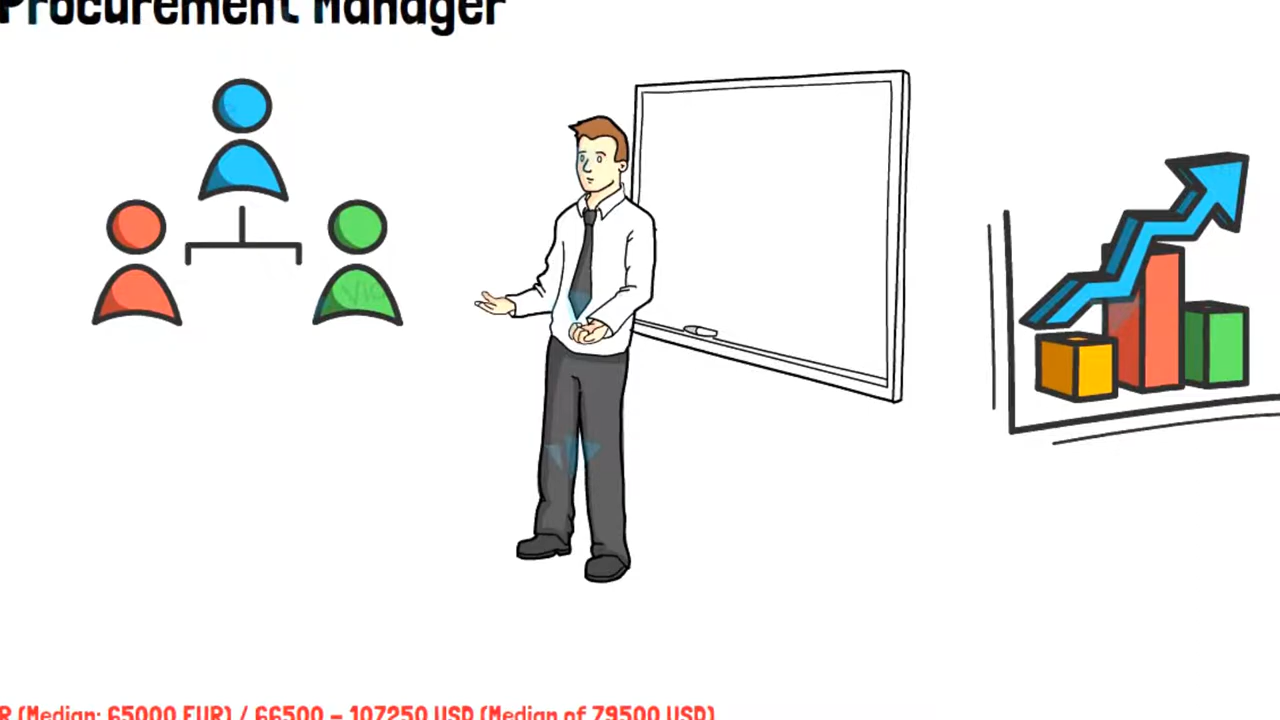 Procurement Manager
R (Median: 65000 EUR) / 66500 - 107250 USD (Median of 79500 USD)